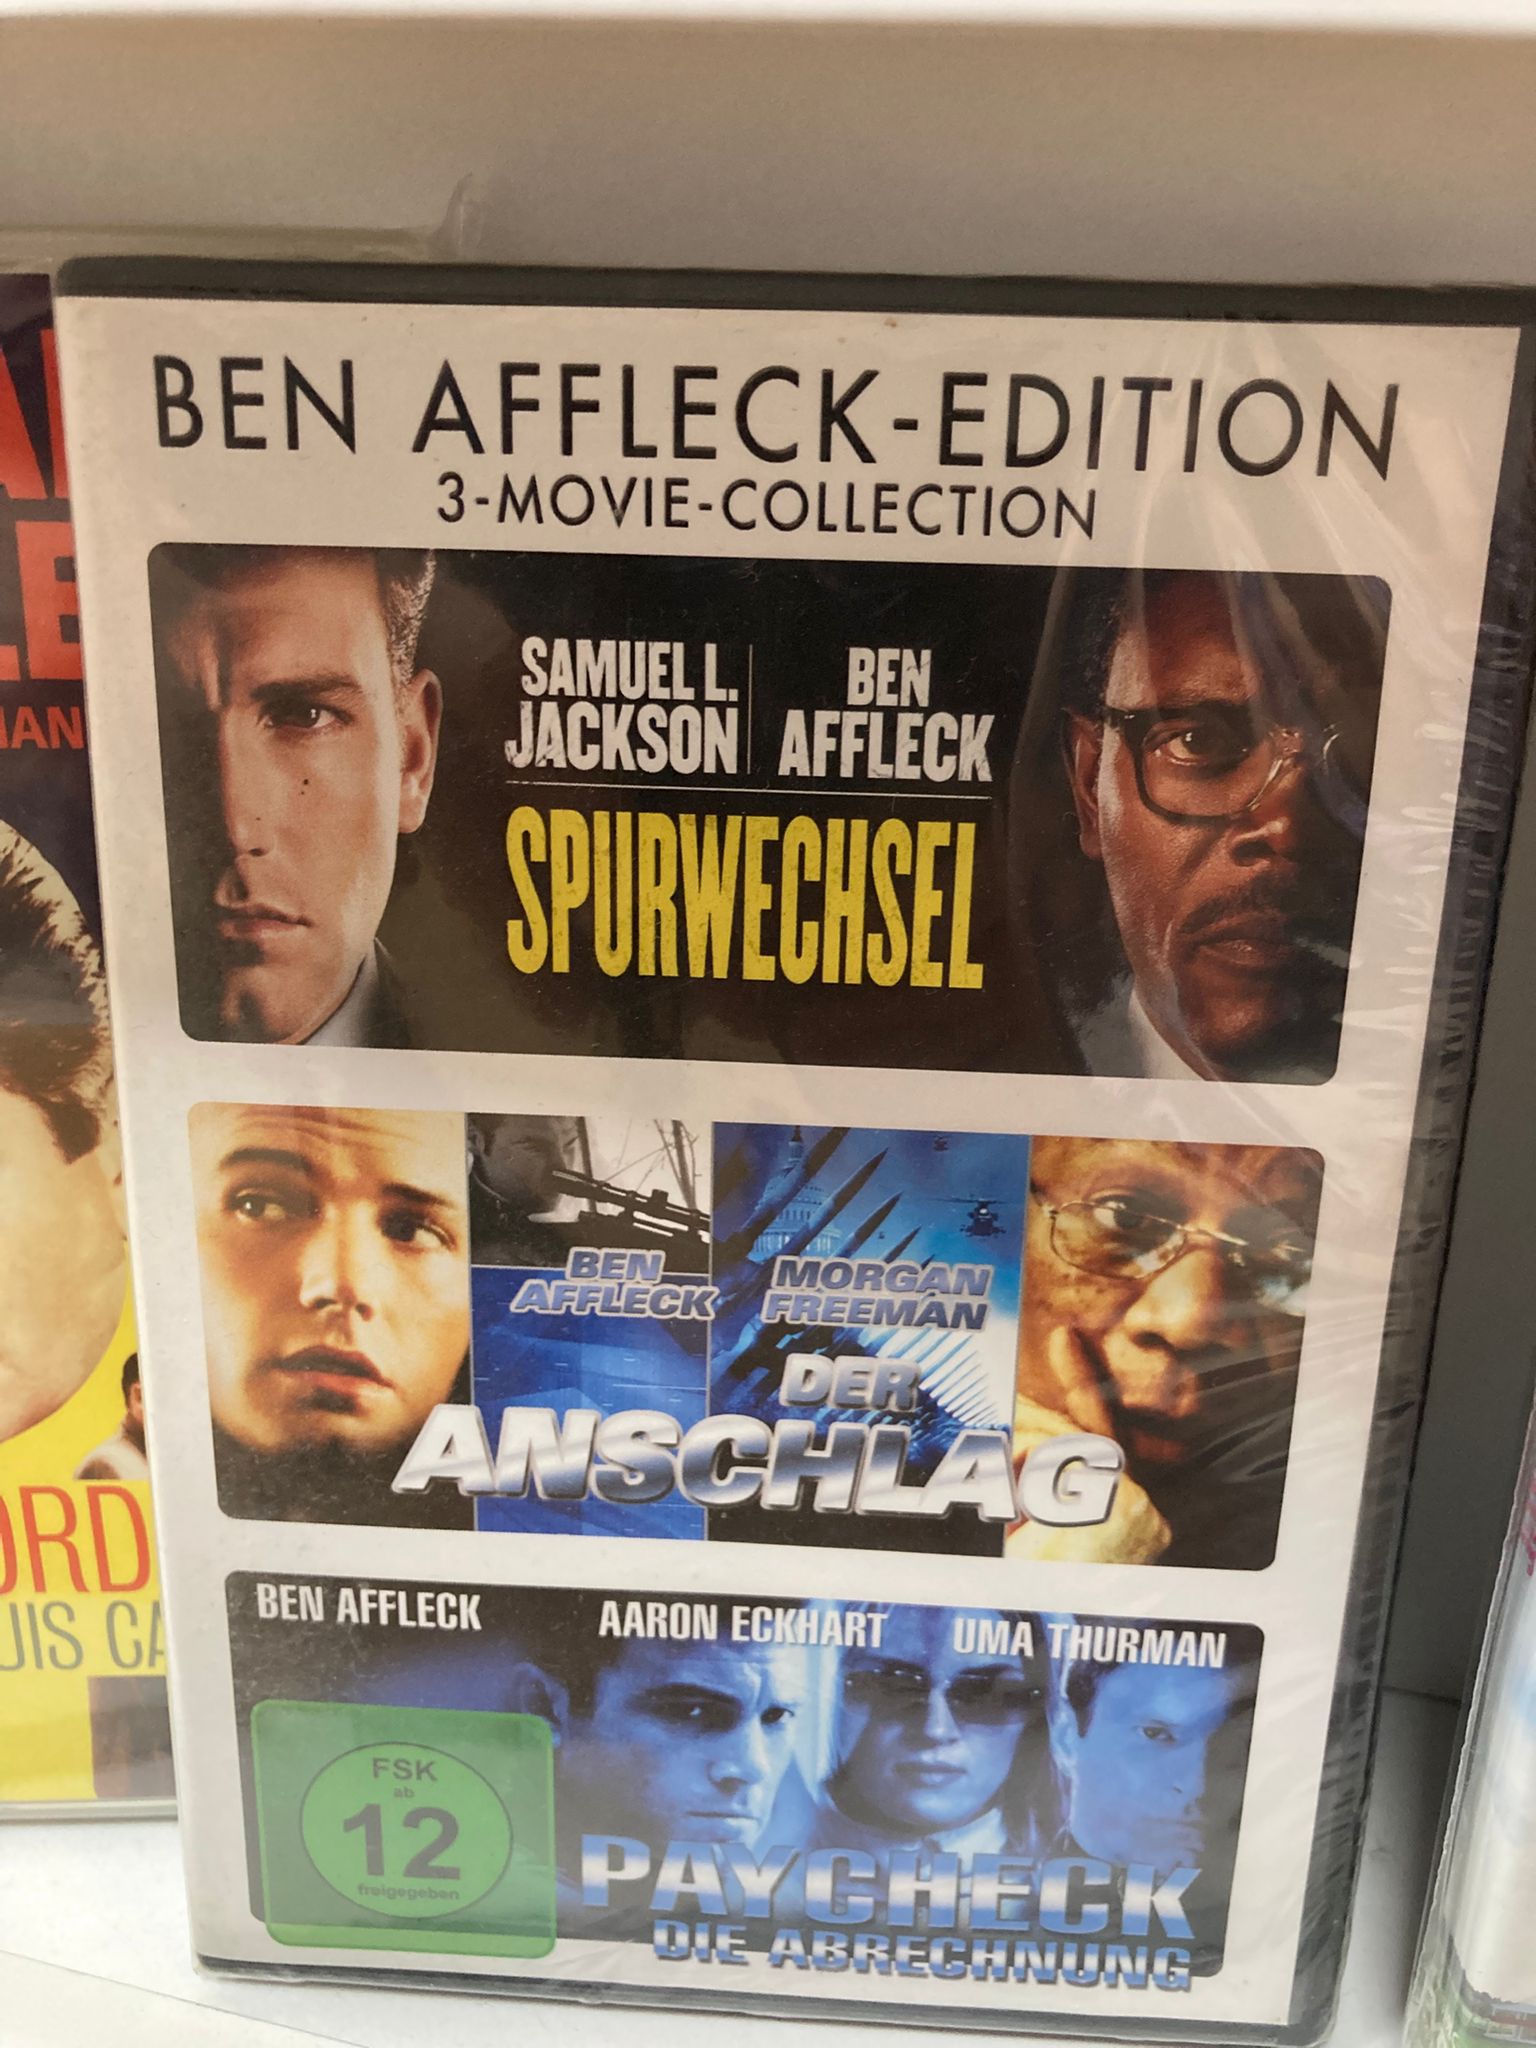 BEN AFFLECK-EDITION
3-MOVIE-COLLECTION
SAMUEL L. JACKSON
BEN AFFLECK
SPURWECHSEL
BEN AFFLECK
MORGAN FREEMAN
DER
ANSCHLAG
BEN AFFLECK AARON ECKHART UMA THURMAN
FSK
ab
12
freigegeben
PAYCHECK
DIE ABRECHNUNG